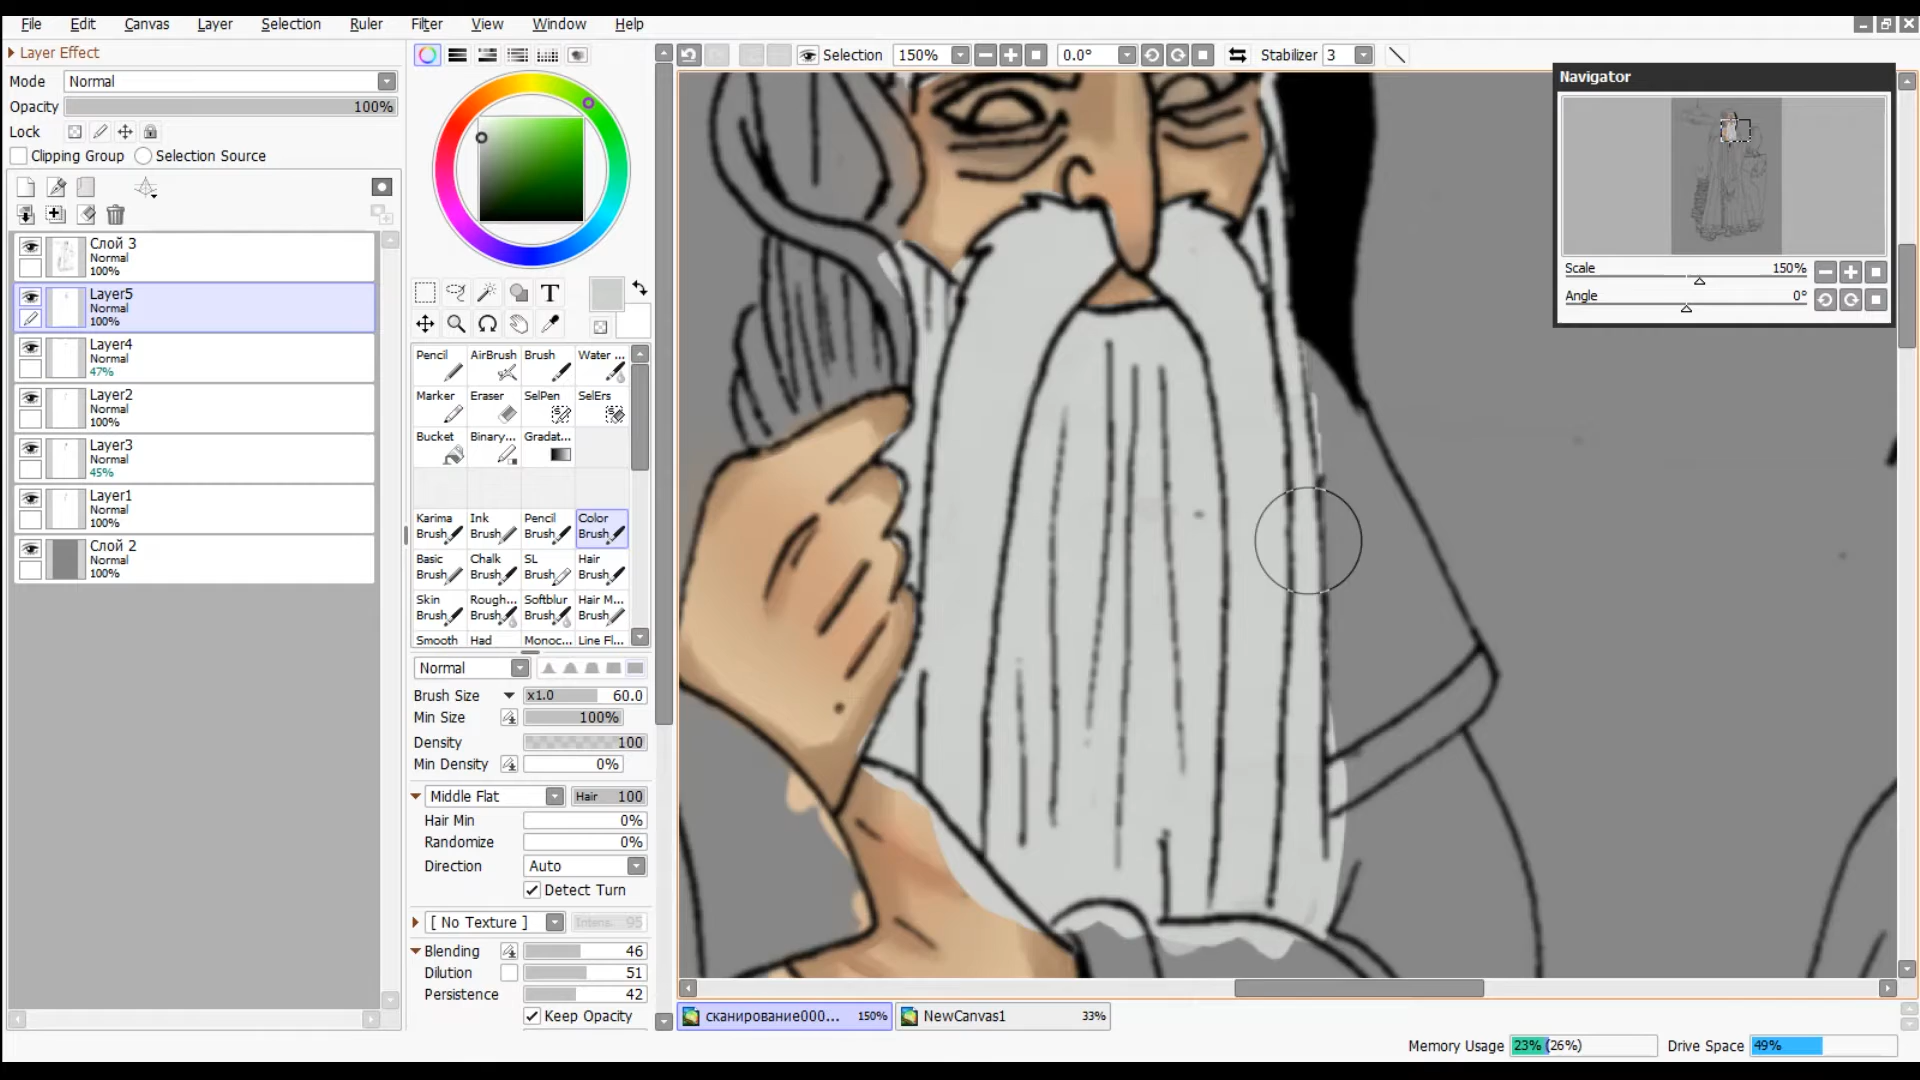 File Edit Canvas Layer Selection Ruler Filter View Window Help
Layer Effect
Mode Normal
Opacity 100%
Lock
Clipping Group Selection Source
Слой 3
Normal
100%
Layer5
Normal
100%
Layer4
Normal
47%
Layer2
Normal
100%
Layer3
Normal
45%
Layer1
Normal
100%
Слой 2
Normal
100%
T
Pencil AirBrush Brush Water ...
Marker Eraser SelPen SelErs
Bucket Binary... Gradat...
Karima Ink Pencil Color
Brush Brush Brush Brush
Basic Chalk SL Hair
Brush Brush Brush Brush
Skin Rough... Softblur Hair M...
Brush Brush Brush Brush
Smooth Had Monoc... Line Fl...
Normal
Brush Size x1.0 60.0
Min Size 100%
Density 100
Min Density 0%
Middle Flat Hair 100
Hair Min 0%
Randomize 0%
Direction Auto
Detect Turn
[ No Texture ] Intens. 95
Blending 46
Dilution 51
Persistence 42
Keep Opacity
Selection 150% 0.0° Stabilizer 3
Navigator
Scale 150%
Angle 0°
сканирование000... 150% NewCanvas1 33%
Memory Usage 23% (26%) Drive Space 49%